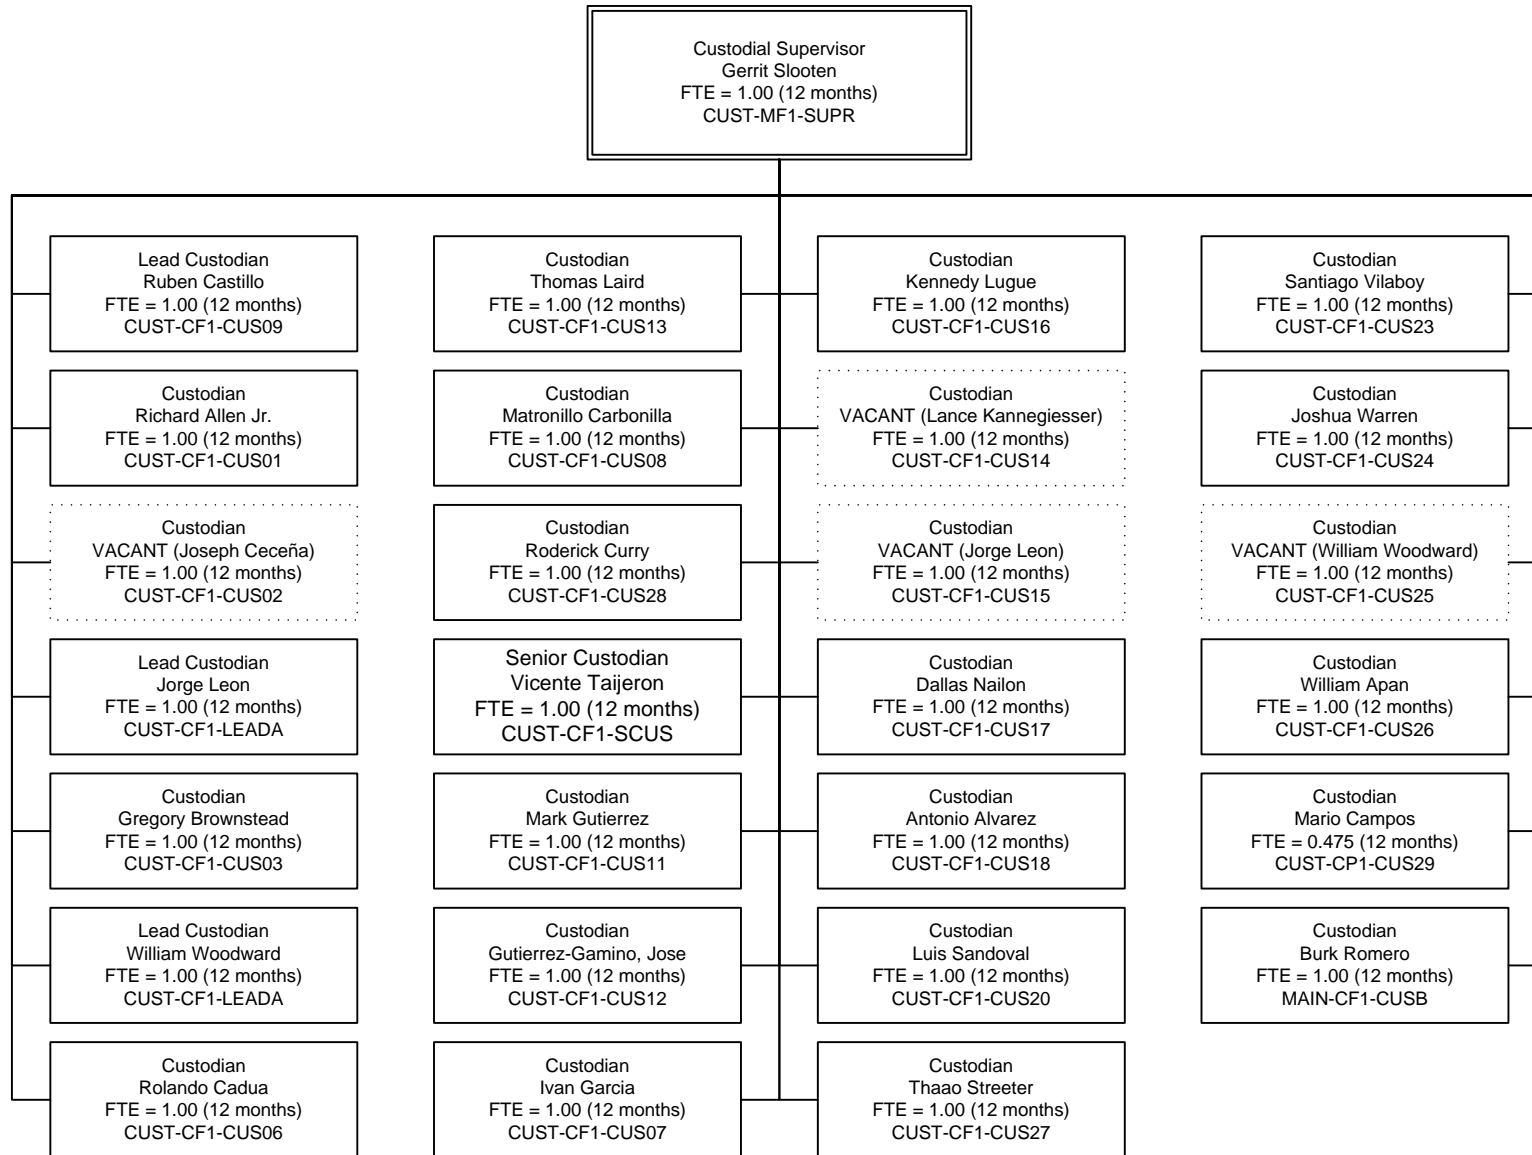 Custodial Supervisor
Gerrit Slooten
FTE = 1.00 (12 months)
CUST-MF1-SUPR
Lead Custodian
Ruben Castillo
FTE = 1.00 (12 months)
CUST-CF1-CUS09
Custodian
Thomas Laird
FTE = 1.00 (12 months)
CUST-CF1-CUS13
Custodian
Kennedy Lugue
FTE = 1.00 (12 months)
CUST-CF1-CUS16
Custodian
Santiago Vilaboy
FTE = 1.00 (12 months)
CUST-CF1-CUS23
Custodian
Richard Allen Jr.
FTE = 1.00 (12 months)
CUST-CF1-CUS01
Custodian
Matronillo Carbonilla
FTE = 1.00 (12 months)
CUST-CF1-CUS08
Custodian
VACANT (Lance Kannegiesser)
FTE = 1.00 (12 months)
CUST-CF1-CUS14
Custodian
Joshua Warren
FTE = 1.00 (12 months)
CUST-CF1-CUS24
Custodian
VACANT (Joseph Ceceña)
FTE = 1.00 (12 months)
CUST-CF1-CUS02
Custodian
Roderick Curry
FTE = 1.00 (12 months)
CUST-CF1-CUS28
Custodian
VACANT (Jorge Leon)
FTE = 1.00 (12 months)
CUST-CF1-CUS15
Custodian
VACANT (William Woodward)
FTE = 1.00 (12 months)
CUST-CF1-CUS25
Lead Custodian
Jorge Leon
FTE = 1.00 (12 months)
CUST-CF1-LEADA
Senior Custodian
Vicente Taijeron
FTE = 1.00 (12 months)
CUST-CF1-SCUS
Custodian
Dallas Nailon
FTE = 1.00 (12 months)
CUST-CF1-CUS17
Custodian
William Apan
FTE = 1.00 (12 months)
CUST-CF1-CUS26
Custodian
Gregory Brownstead
FTE = 1.00 (12 months)
CUST-CF1-CUS03
Custodian
Mark Gutierrez
FTE = 1.00 (12 months)
CUST-CF1-CUS11
Custodian
Antonio Alvarez
FTE = 1.00 (12 months)
CUST-CF1-CUS18
Custodian
Mario Campos
FTE = 0.475 (12 months)
CUST-CP1-CUS29
Lead Custodian
William Woodward
FTE = 1.00 (12 months)
CUST-CF1-LEADA
Custodian
Gutierrez-Gamino, Jose
FTE = 1.00 (12 months)
CUST-CF1-CUS12
Custodian
Luis Sandoval
FTE = 1.00 (12 months)
CUST-CF1-CUS20
Custodian
Burk Romero
FTE = 1.00 (12 months)
MAIN-CF1-CUSB
Custodian
Rolando Cadua
FTE = 1.00 (12 months)
CUST-CF1-CUS06
Custodian
Ivan Garcia
FTE = 1.00 (12 months)
CUST-CF1-CUS07
Custodian
Thaao Streeter
FTE = 1.00 (12 months)
CUST-CF1-CUS27